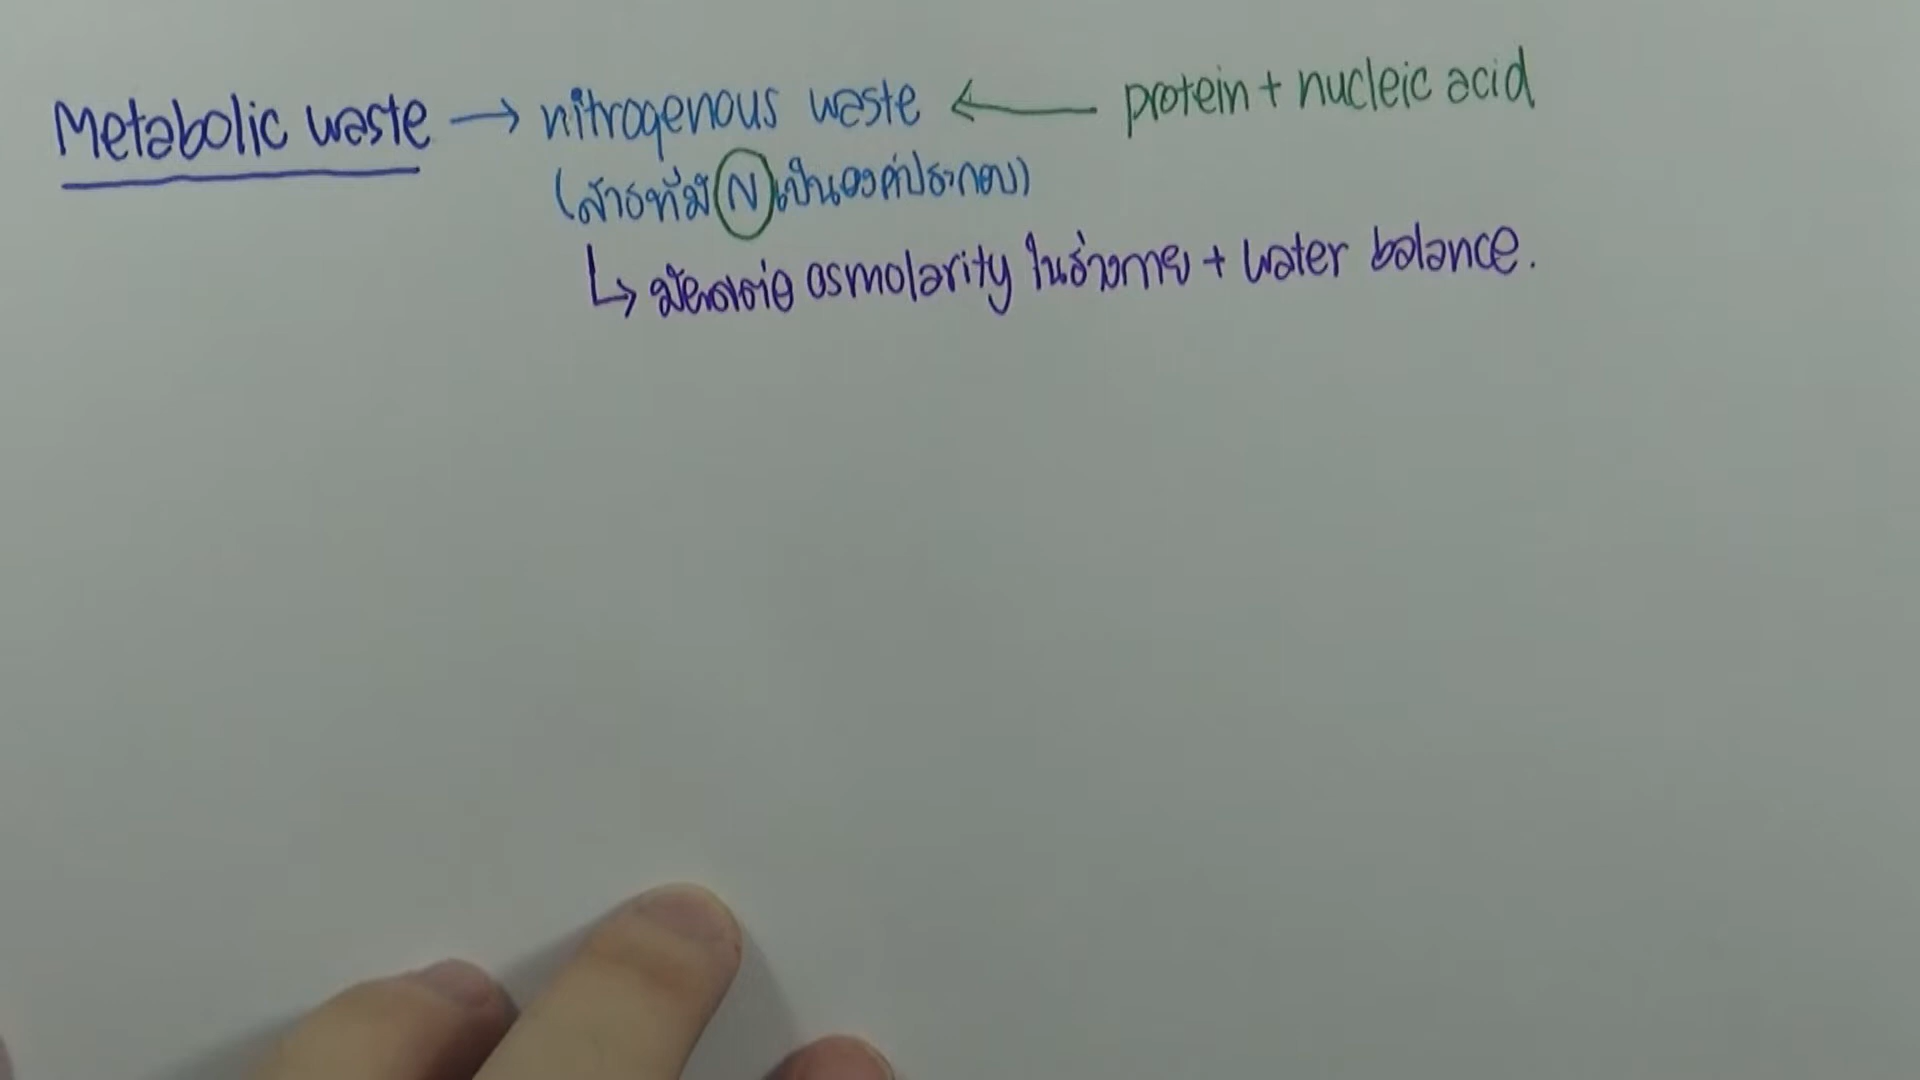 Metabolic waste → nitrogenous waste ← protein + nucleic acid
(สารที่มี N เป็นองค์ประกอบ)
↳ มีผลต่อ osmolarity ในร่างกาย + water balance.